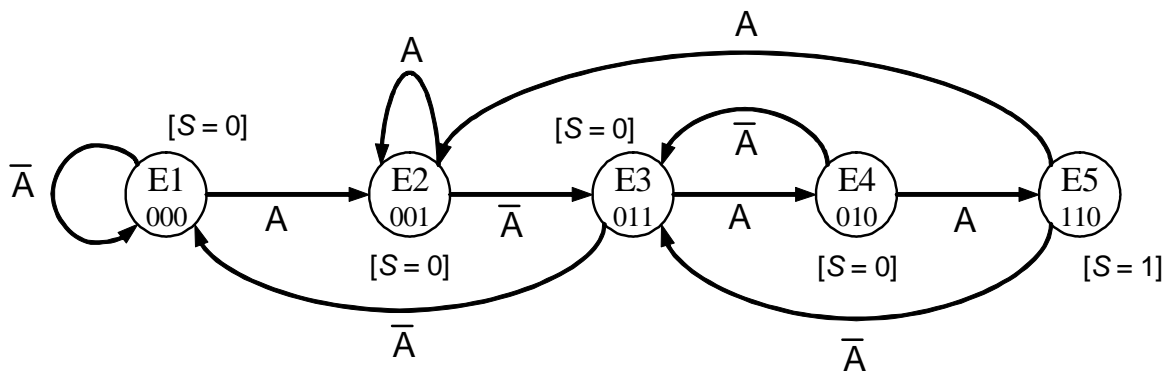 A
A
[S = 0]
[S = 0]
A̅
A̅
E1
000
A
E2
001
A̅
E3
011
A
E4
010
A
E5
110
[S = 0]
[S = 0]
[S = 1]
A̅
A̅